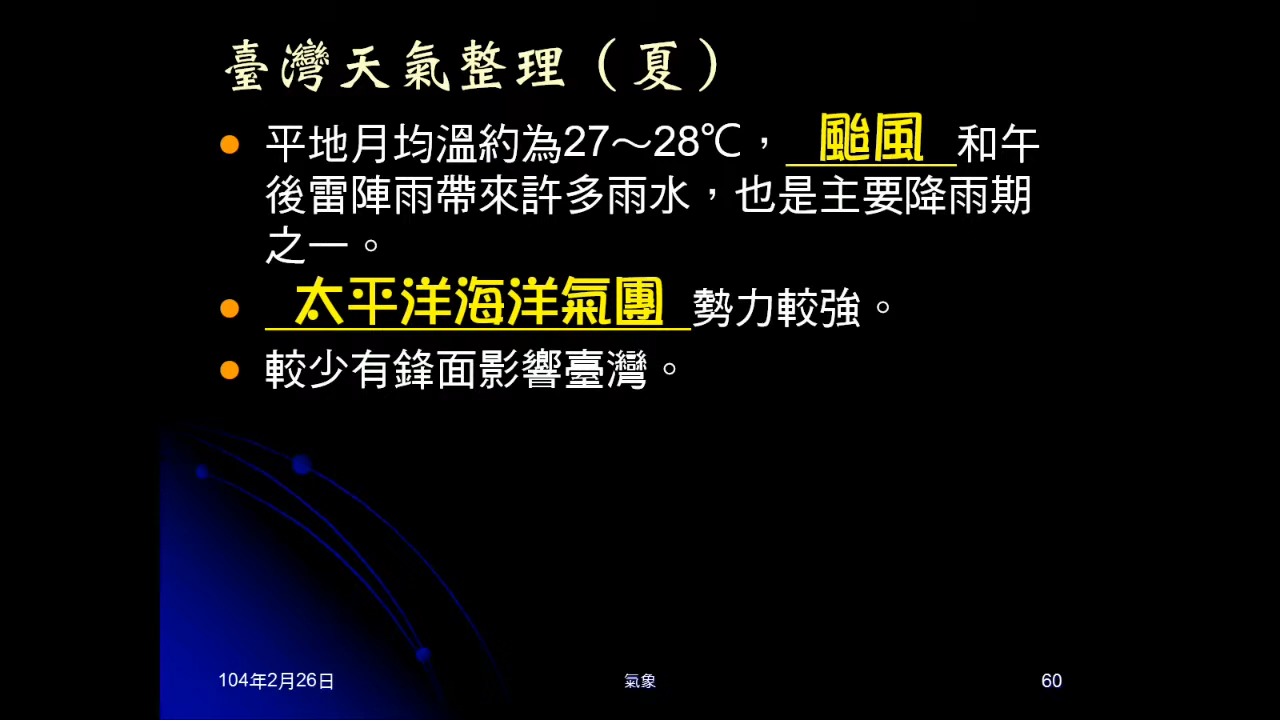 臺灣天氣整理（夏）
平地月均溫約為27～28℃，颱風和午
後雷陣雨帶來許多雨水，也是主要降雨期
之一。
太平洋海洋氣團勢力較強。
較少有鋒面影響臺灣。
104年2月26日
氣象
60